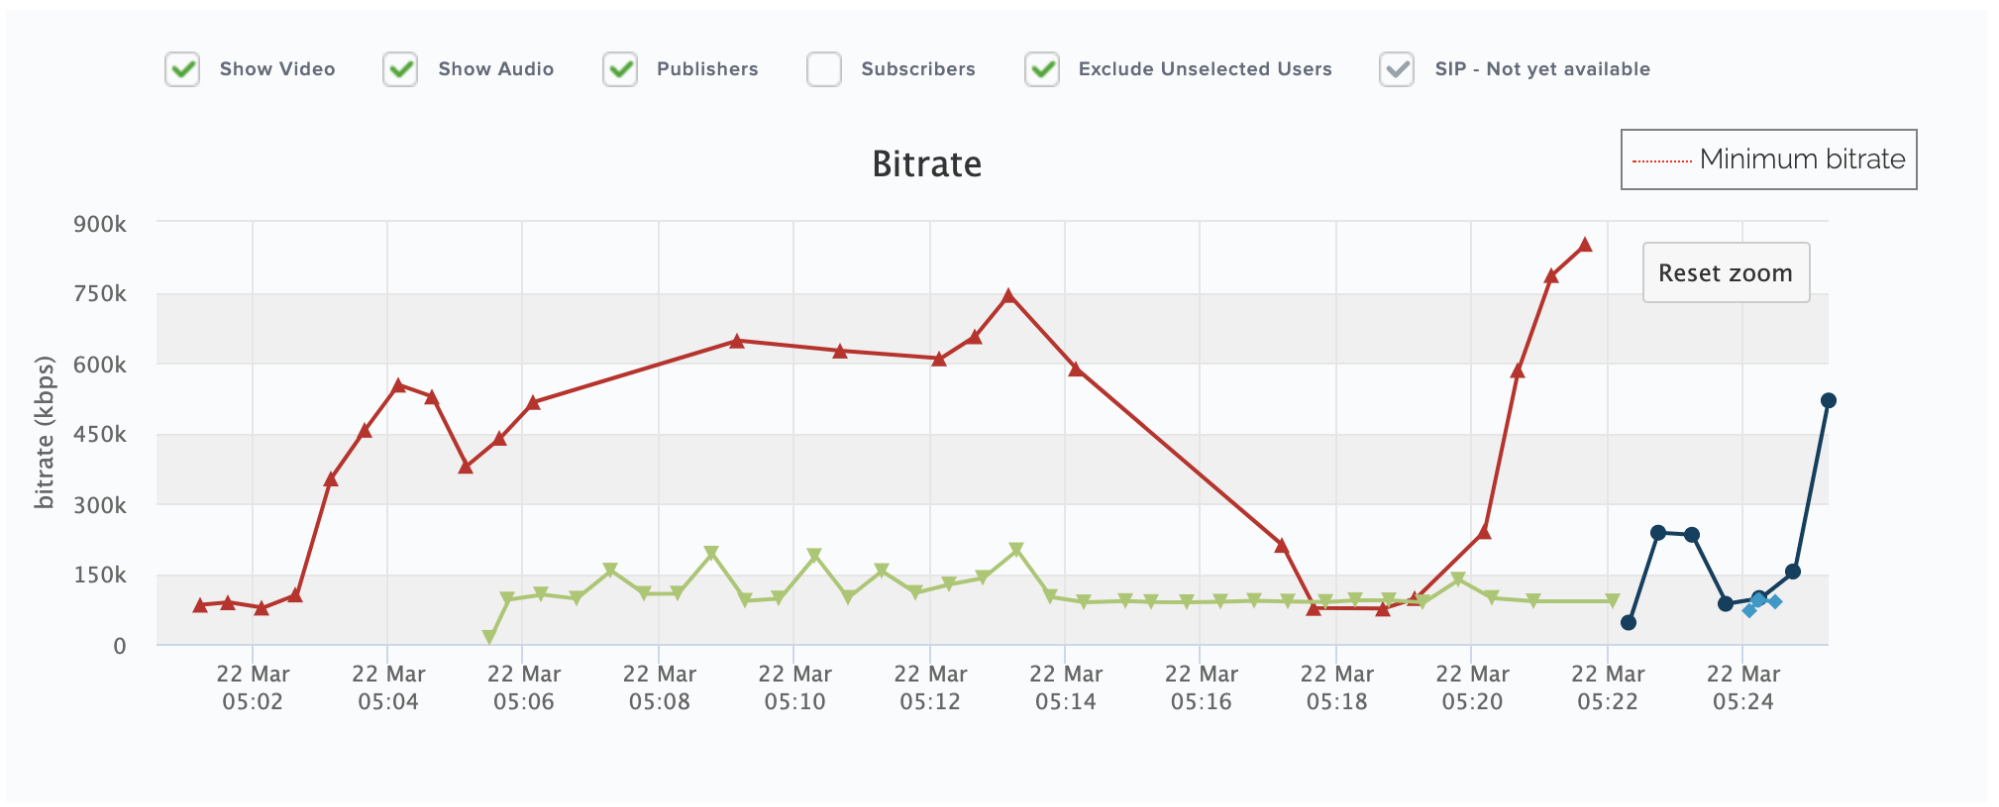 Show Video Show Audio Publishers Subscribers Exclude Unselected Users SIP - Not yet available
Bitrate
Minimum bitrate
Reset zoom
bitrate (kbps)
900k
750k
600k
450k
300k
150k
0
22 Mar 22 Mar 22 Mar 22 Mar 22 Mar 22 Mar 22 Mar 22 Mar 22 Mar 22 Mar 22 Mar 22 Mar
05:02 05:04 05:06 05:08 05:10 05:12 05:14 05:16 05:18 05:20 05:22 05:24